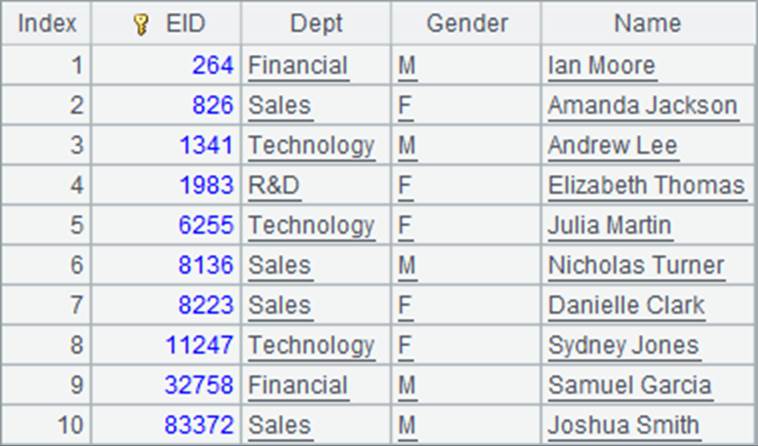 Index EID Dept Gender Name
1 264 Financial M Ian Moore
2 826 Sales F Amanda Jackson
3 1341 Technology M Andrew Lee
4 1983 R&D F Elizabeth Thomas
5 6255 Technology F Julia Martin
6 8136 Sales M Nicholas Turner
7 8223 Sales F Danielle Clark
8 11247 Technology F Sydney Jones
9 32758 Financial M Samuel Garcia
10 83372 Sales M Joshua Smith